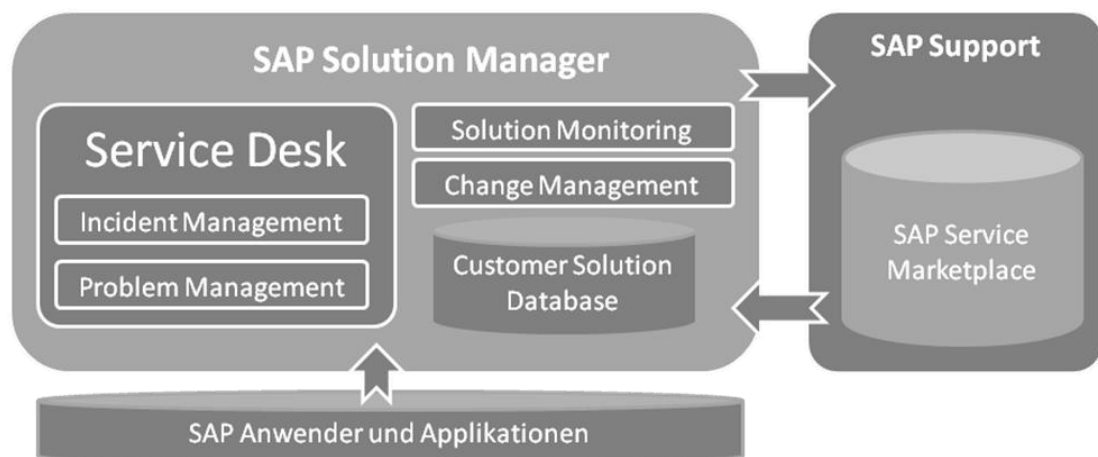 SAP Solution Manager
Service Desk
Incident Management
Problem Management
Solution Monitoring
Change Management
Customer Solution
Database
SAP Support
SAP Service
Marketplace
SAP Anwender und Applikationen